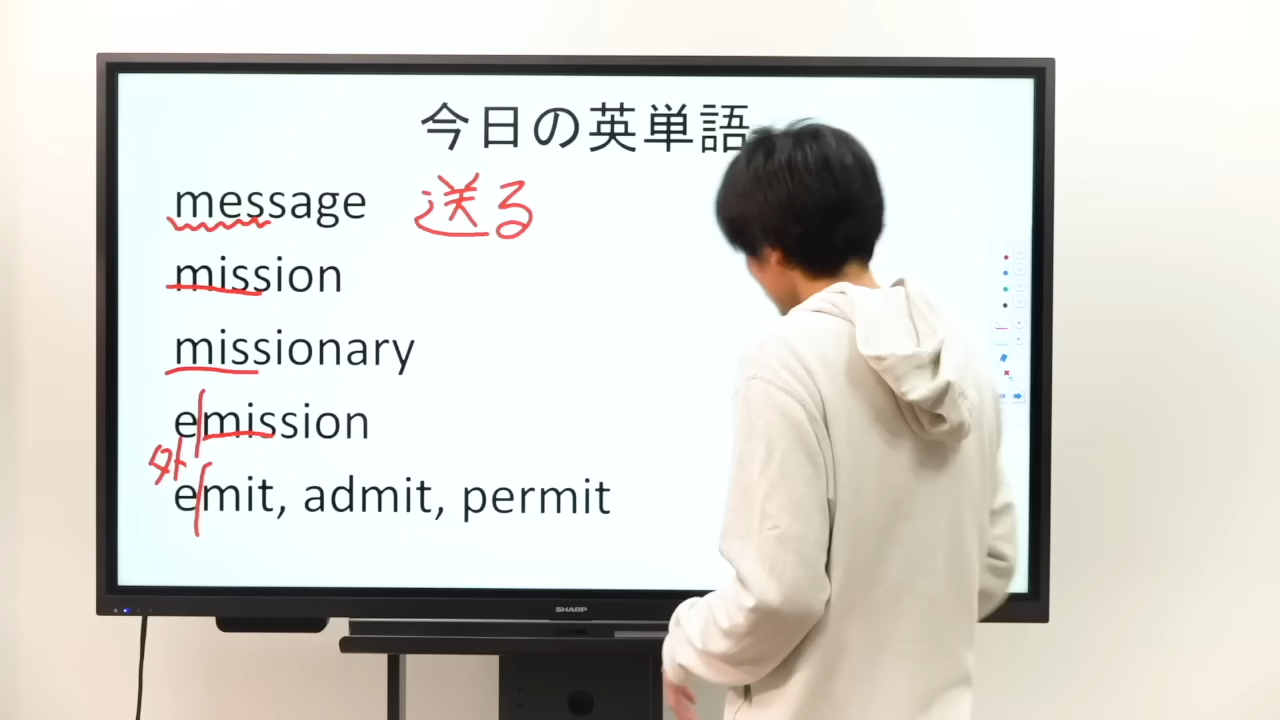 今日の英単語
message 送る
mission
missionary
emission
外
emit, admit, permit
SHARP